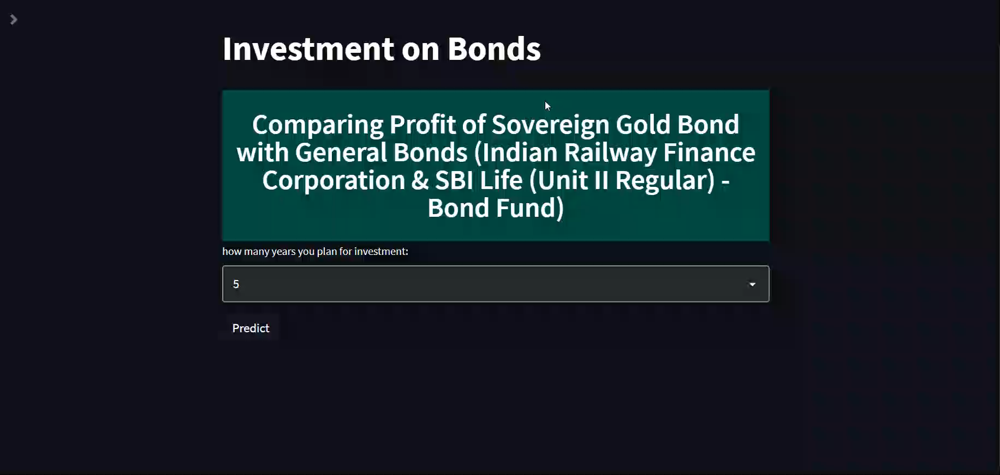 Investment on Bonds
Comparing Profit of Sovereign Gold Bond
with General Bonds (Indian Railway Finance
Corporation & SBI Life (Unit II Regular) -
Bond Fund)
how many years you plan for investment:
5
Predict